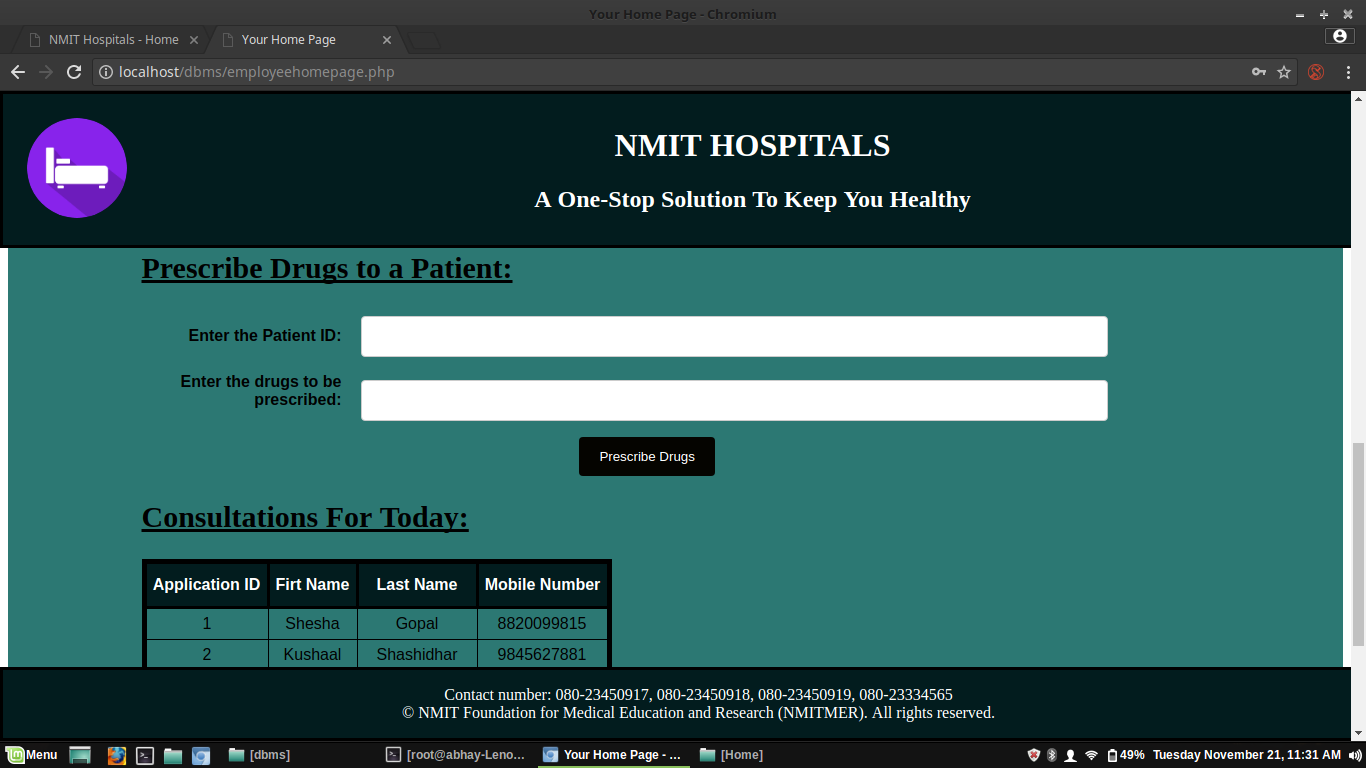 Your Home Page - Chromium
NMIT Hospitals - Home
Your Home Page
localhost/dbms/employeehomepage.php
NMIT HOSPITALS
A One-Stop Solution To Keep You Healthy
Prescribe Drugs to a Patient:
Enter the Patient ID:
Enter the drugs to be
prescribed:
Prescribe Drugs
Consultations For Today:
Application ID Firt Name Last Name Mobile Number
1 Shesha Gopal 8820099815
2 Kushaal Shashidhar 9845627881
Contact number: 080-23450917, 080-23450918, 080-23450919, 080-23334565
© NMIT Foundation for Medical Education and Research (NMITMER). All rights reserved.
Menu [dbms] [root@abhay-Leno... Your Home Page - ... [Home] 49% Tuesday November 21, 11:31 AM